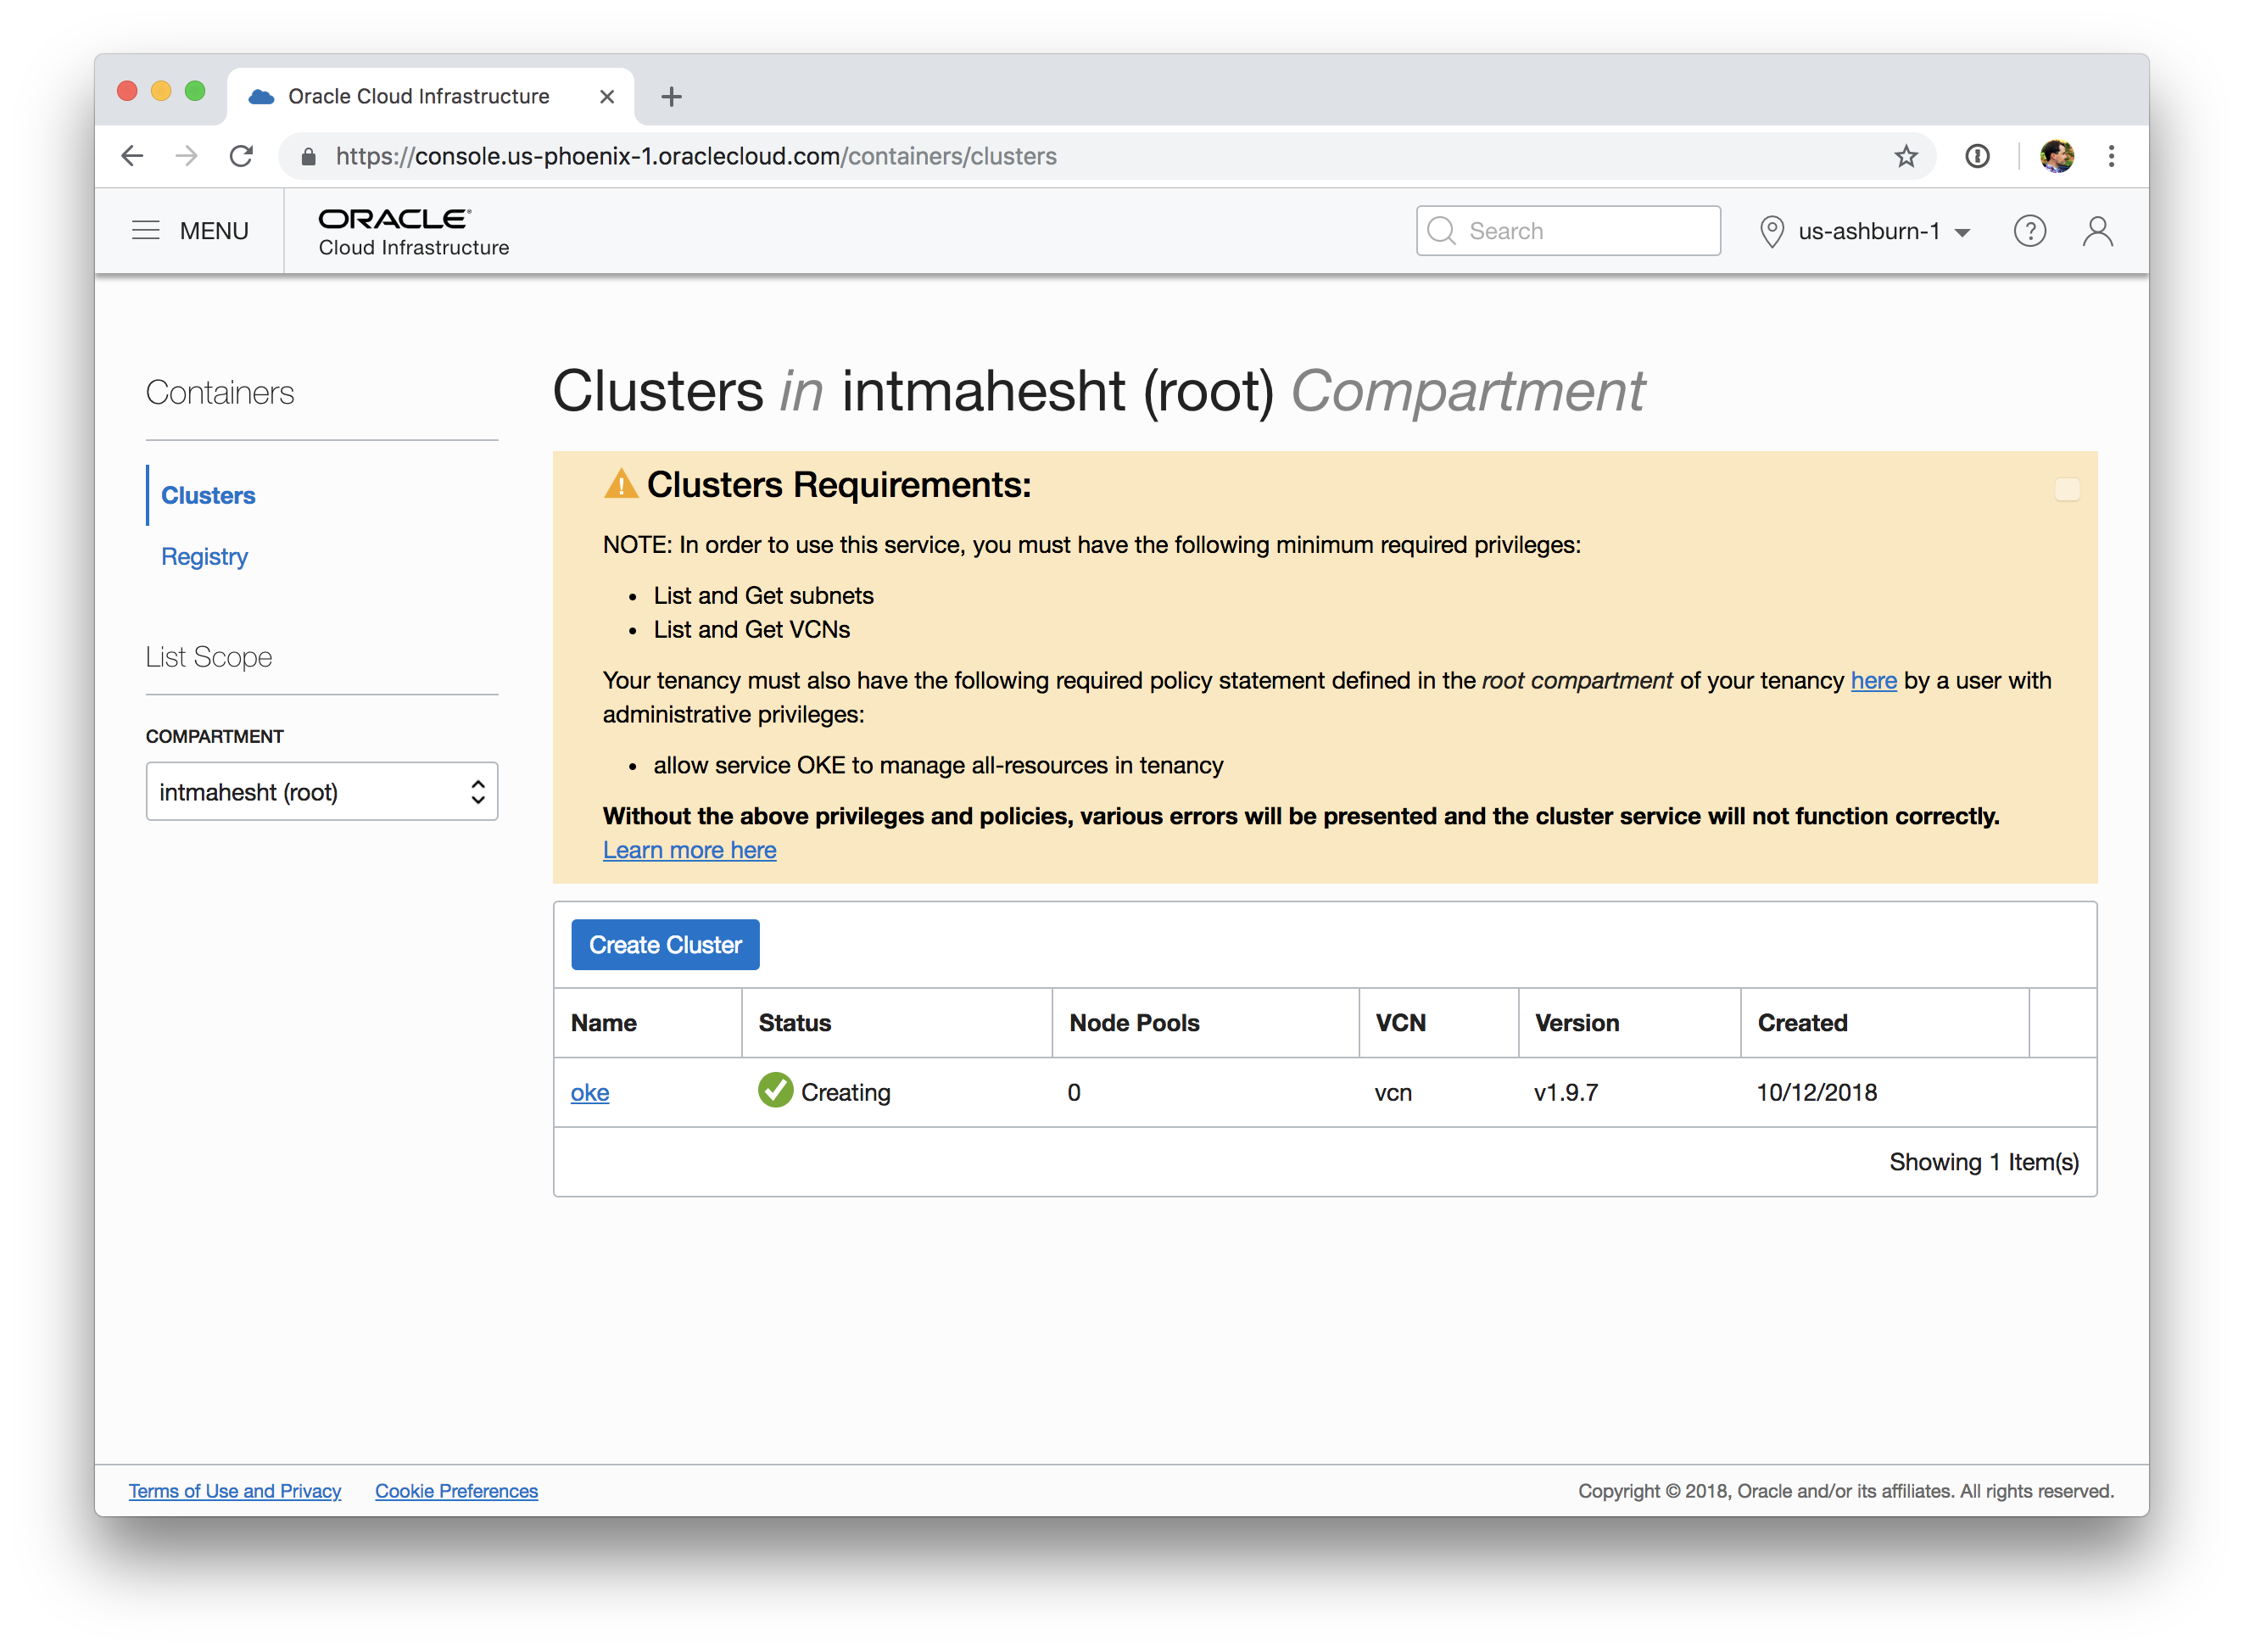 Oracle Cloud Infrastructure
https://console.us-phoenix-1.oraclecloud.com/containers/clusters
MENU
ORACLE
Cloud Infrastructure
Search
us-ashburn-1
Containers
Clusters
Registry
List Scope
COMPARTMENT
intmahesht (root)
Clusters in intmahesht (root) Compartment
Clusters Requirements:
NOTE: In order to use this service, you must have the following minimum required privileges:
• List and Get subnets
• List and Get VCNs
Your tenancy must also have the following required policy statement defined in the root compartment of your tenancy here by a user with
administrative privileges:
• allow service OKE to manage all-resources in tenancy
Without the above privileges and policies, various errors will be presented and the cluster service will not function correctly.
Learn more here
Create Cluster
Name Status Node Pools VCN Version Created
oke Creating 0 vcn v1.9.7 10/12/2018
Showing 1 Item(s)
Terms of Use and Privacy Cookie Preferences Copyright © 2018, Oracle and/or its affiliates. All rights reserved.